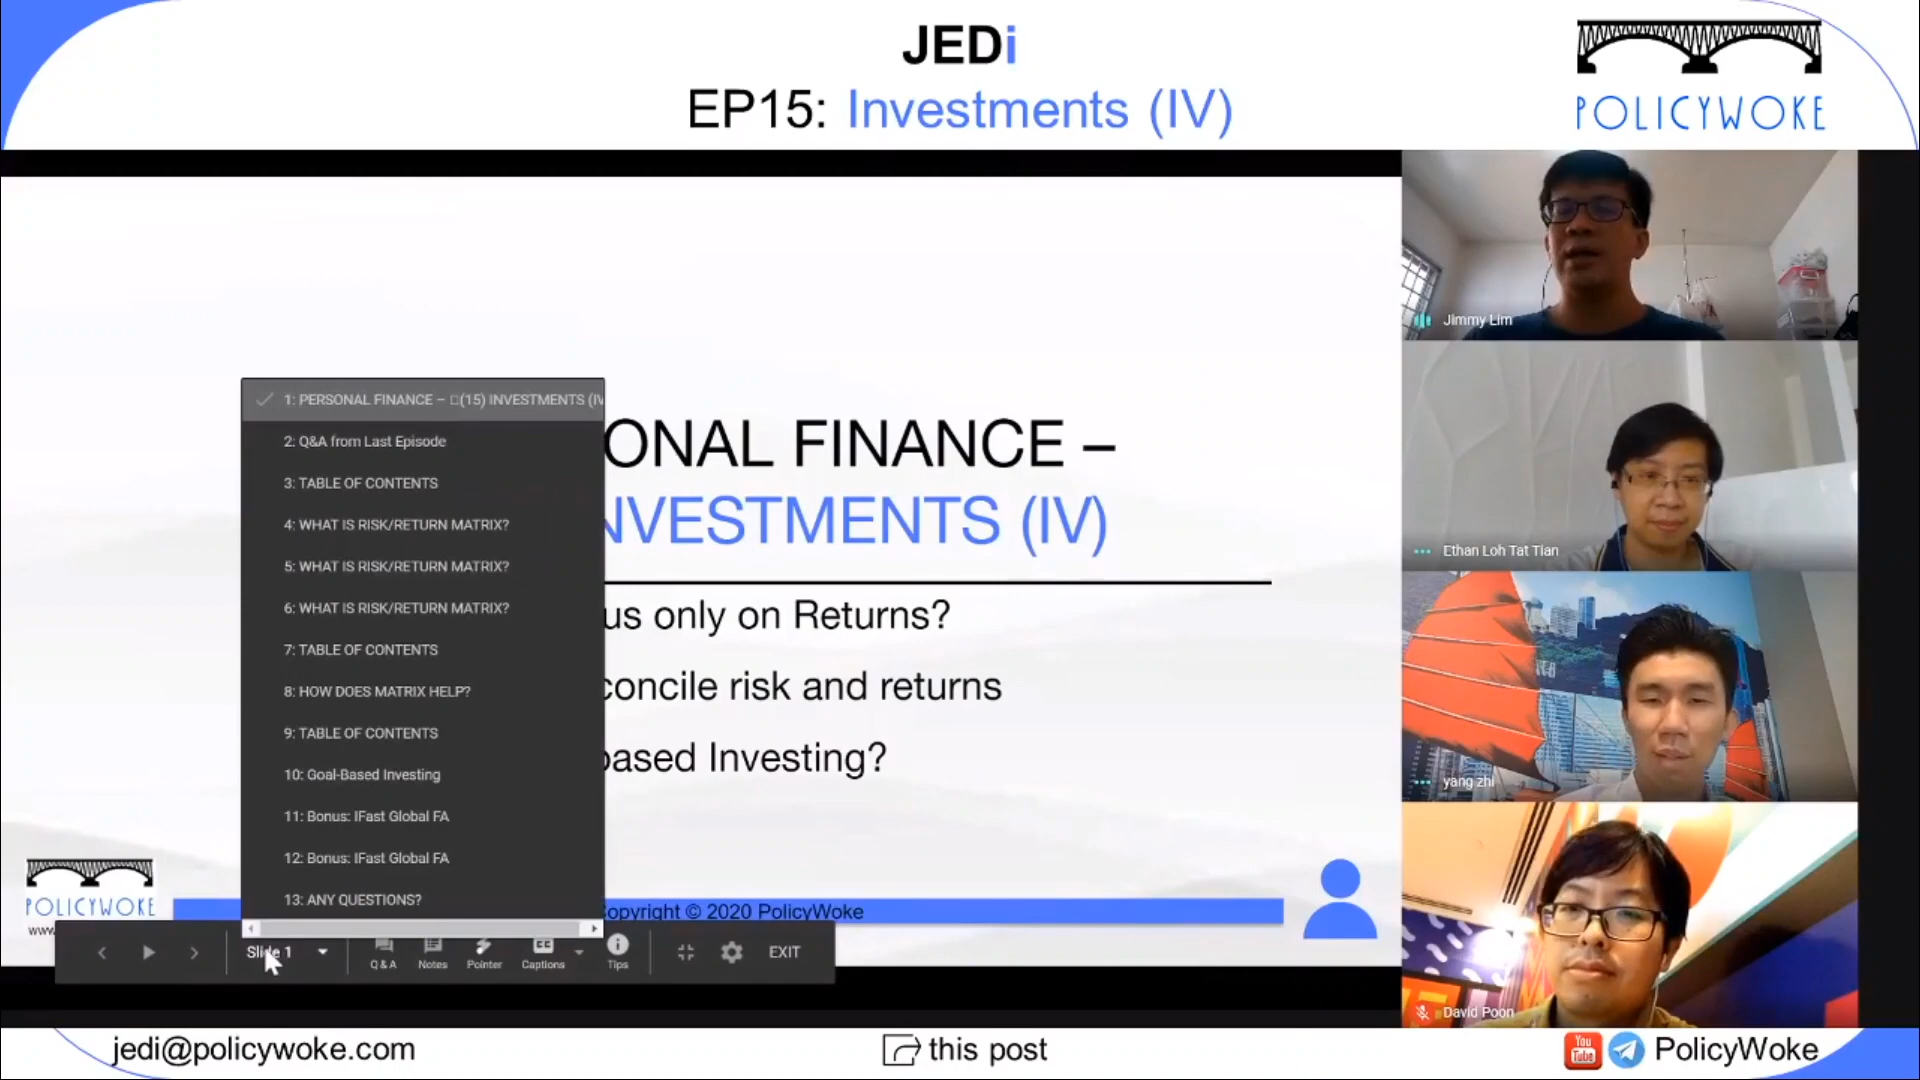 JEDi
EP15: Investments (IV)
POLICYWOKE
ONAL FINANCE –
NVESTMENTS (IV)
us only on Returns?
concile risk and returns
based Investing?
1: PERSONAL FINANCE – □(15) INVESTMENTS (IV
2: Q&A from Last Episode
3: TABLE OF CONTENTS
4: WHAT IS RISK/RETURN MATRIX?
5: WHAT IS RISK/RETURN MATRIX?
6: WHAT IS RISK/RETURN MATRIX?
7: TABLE OF CONTENTS
8: HOW DOES MATRIX HELP?
9: TABLE OF CONTENTS
10: Goal-Based Investing
11: Bonus: IFast Global FA
12: Bonus: IFast Global FA
13: ANY QUESTIONS?
POLICYWOKE
www.
Copyright © 2020 PolicyWoke
Slide 1
Q & A
Notes
Pointer
CC
Captions
Tips
EXIT
Jimmy Lim
Ethan Loh Tat Tian
yang zhi
David Poon
jedi@policywoke.com
this post
You
Tube
PolicyWoke